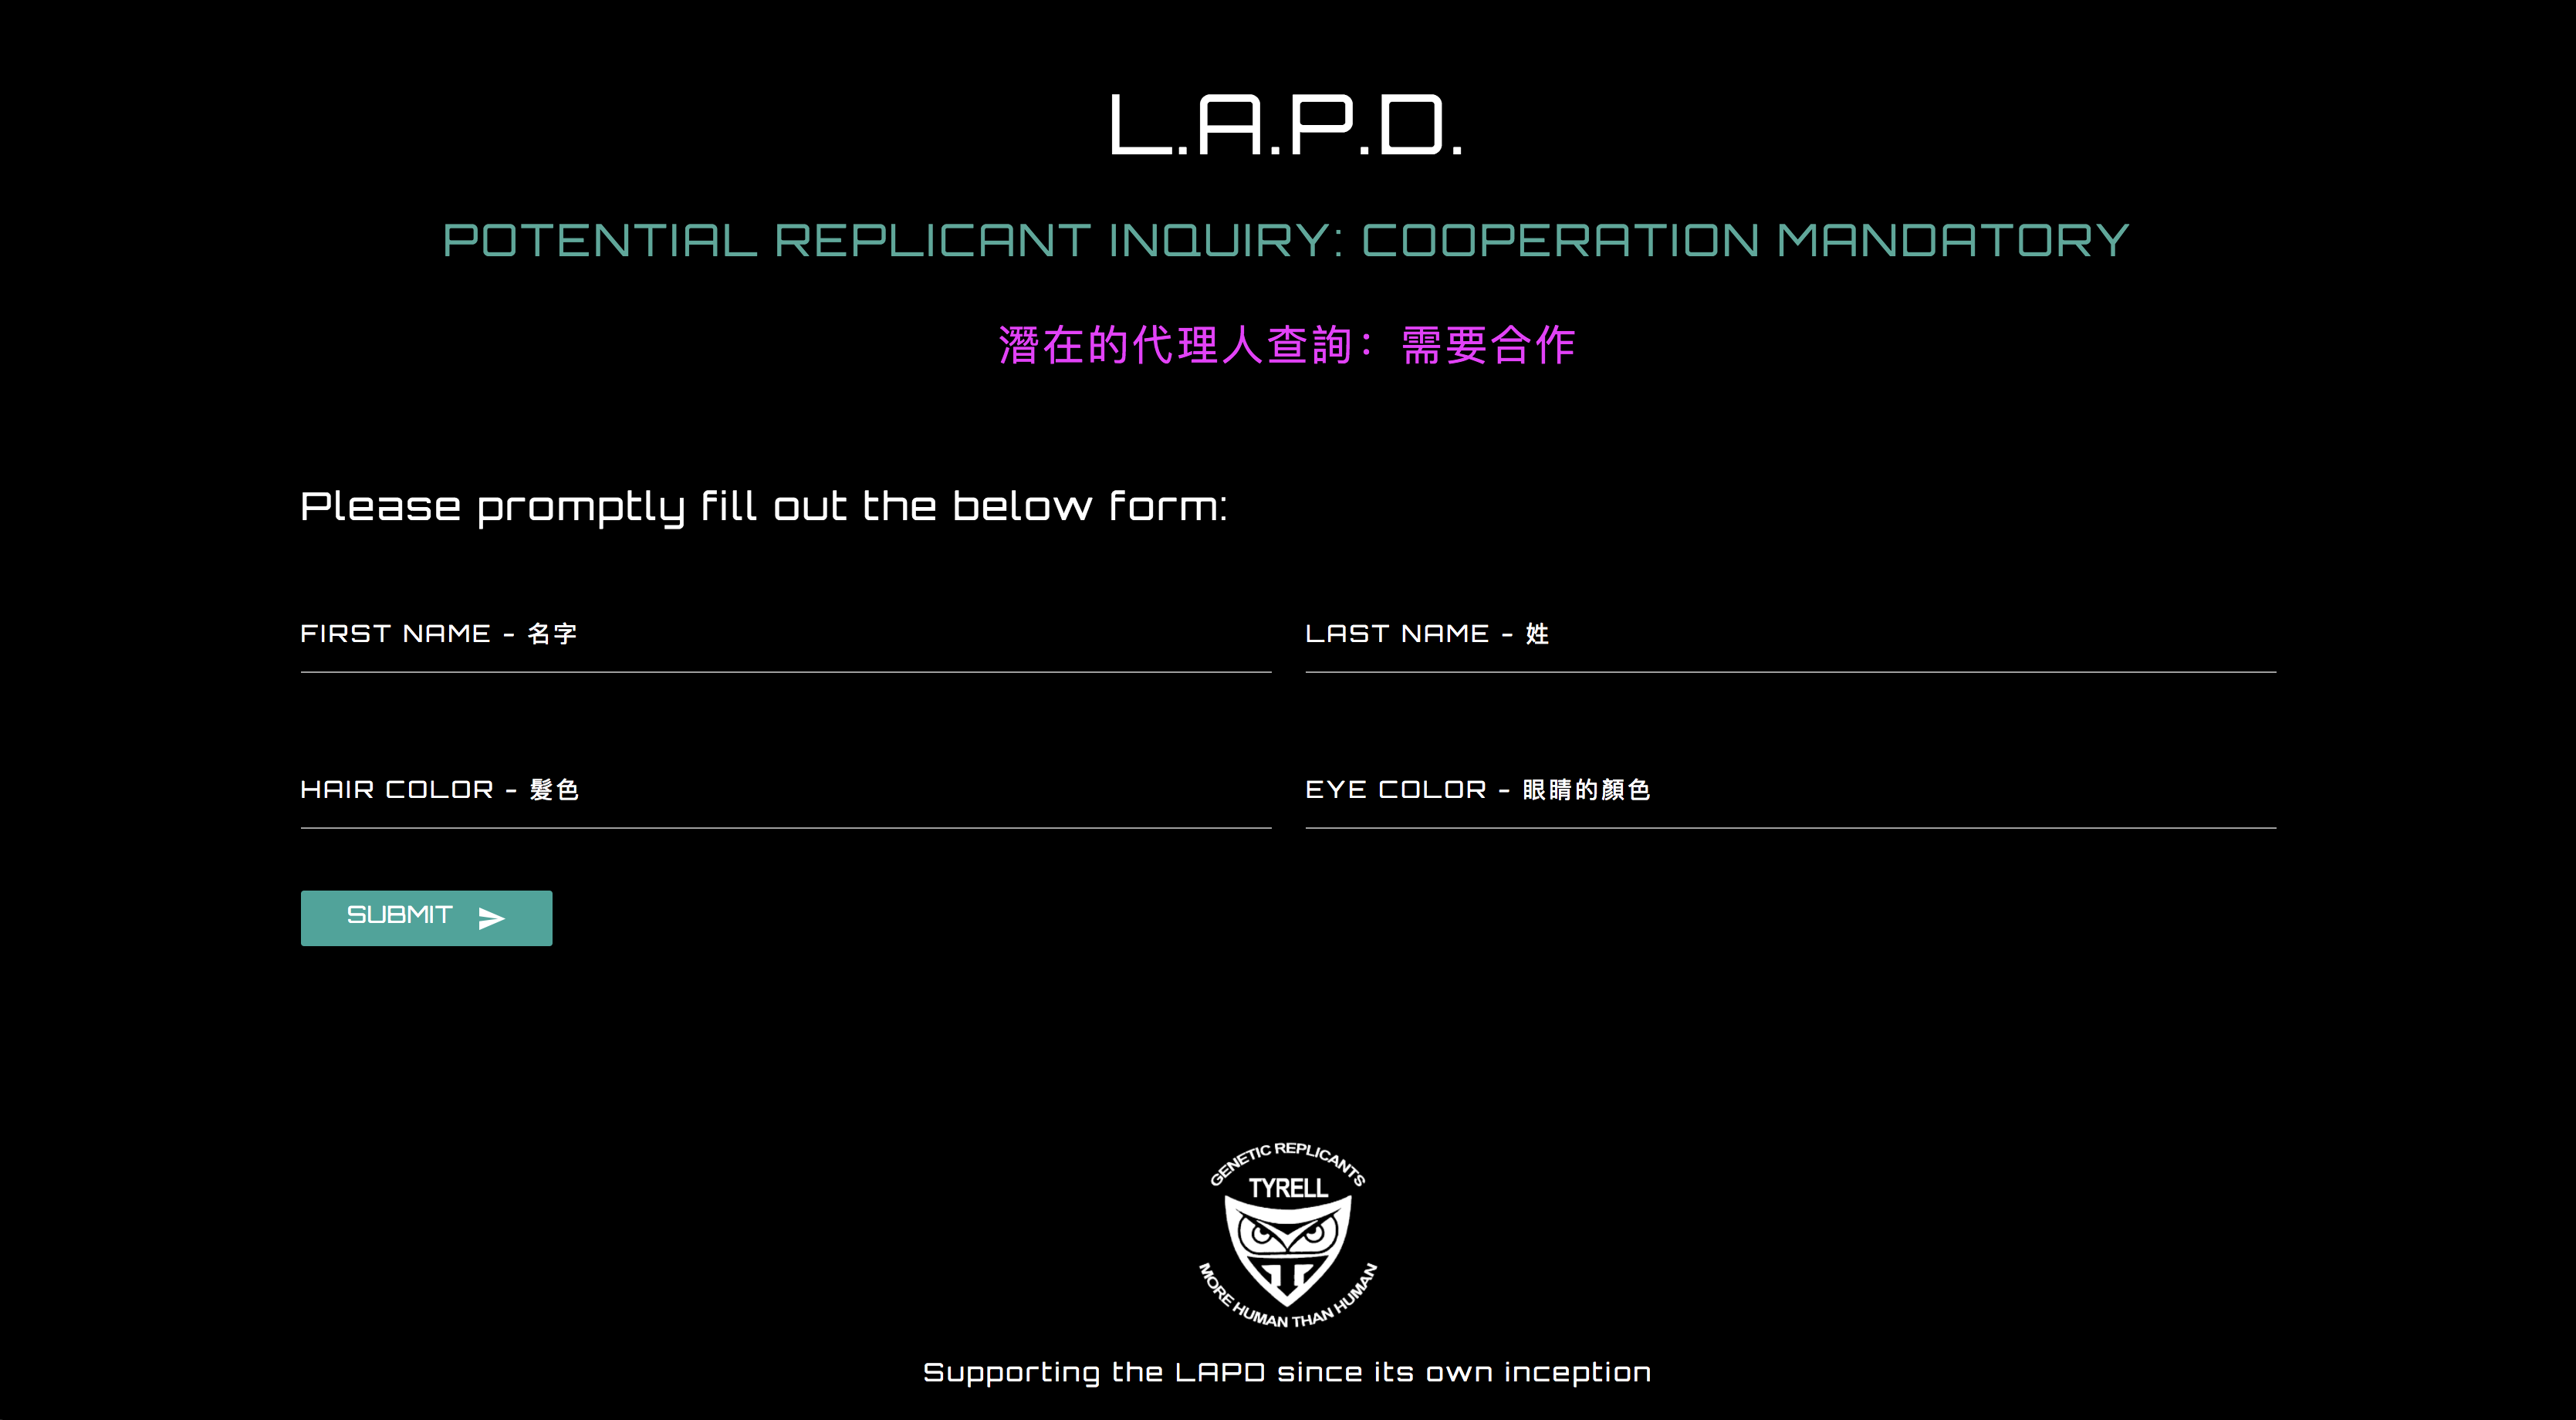 L.A.P.D.
POTENTIAL REPLICANT INQUIRY: COOPERATION MANDATORY
潛在的代理人查詢：需要合作
Please promptly fill out the below form:
FIRST NAME - 名字
LAST NAME - 姓
HAIR COLOR - 髮色
EYE COLOR - 眼睛的顏色
SUBMIT
GENETIC REPLICANTS
TYRELL
MORE HUMAN THAN HUMAN
Supporting the LAPD since its own inception